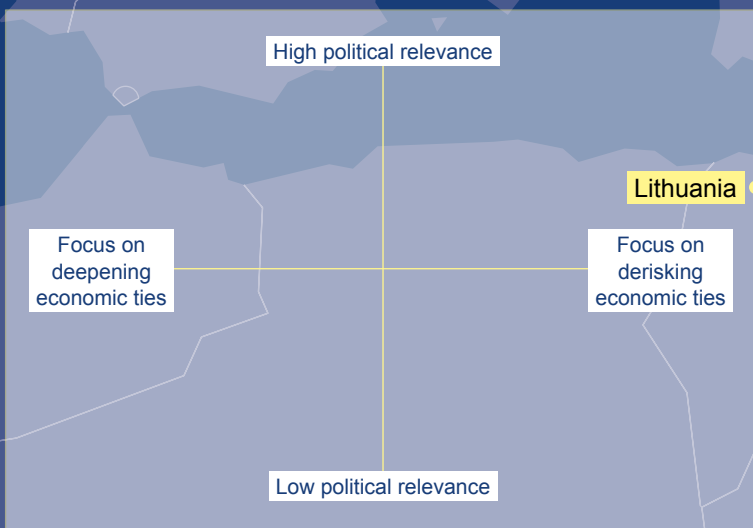 High political relevance
Lithuania
Focus on
deepening
economic ties
Focus on
derisking
economic ties
Low political relevance